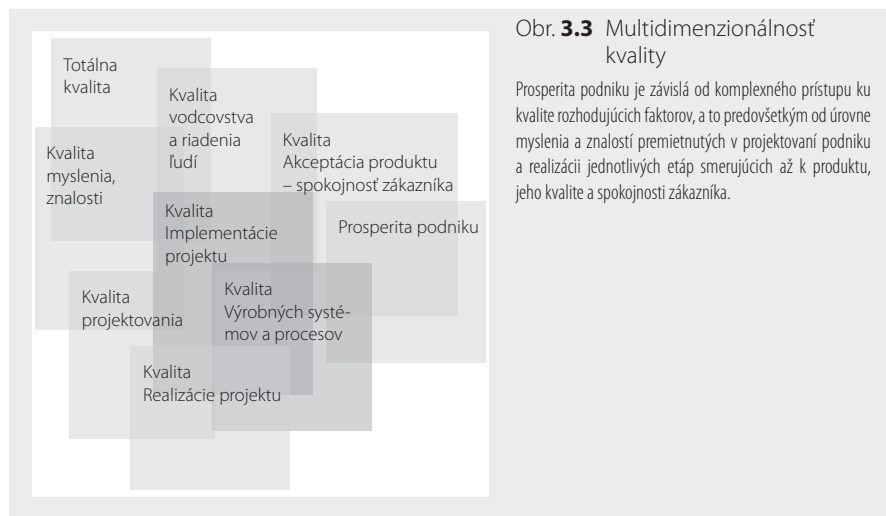 Totálna
kvalita
Kvalita
vodcovstva
a riadenia
ľudí
Kvalita
Akceptácia produktu
– spokojnosť zákazníka
Kvalita
myslenia,
znalosti
Kvalita
Implementácie
projektu
Prosperita podniku
Kvalita
projektovania
Kvalita
Výrobných systé-
mov a procesov
Kvalita
Realizácie projektu
Obr. 3.3 Multidimenzionálnosť
kvality
Prosperita podniku je závislá od komplexného prístupu ku
kvalite rozhodujúcich faktorov, a to predovšetkým od úrovne
myslenia a znalostí premietnutých v projektovaní podniku
a realizácii jednotlivých etáp smerujúcich až k produktu,
jeho kvalite a spokojnosti zákazníka.